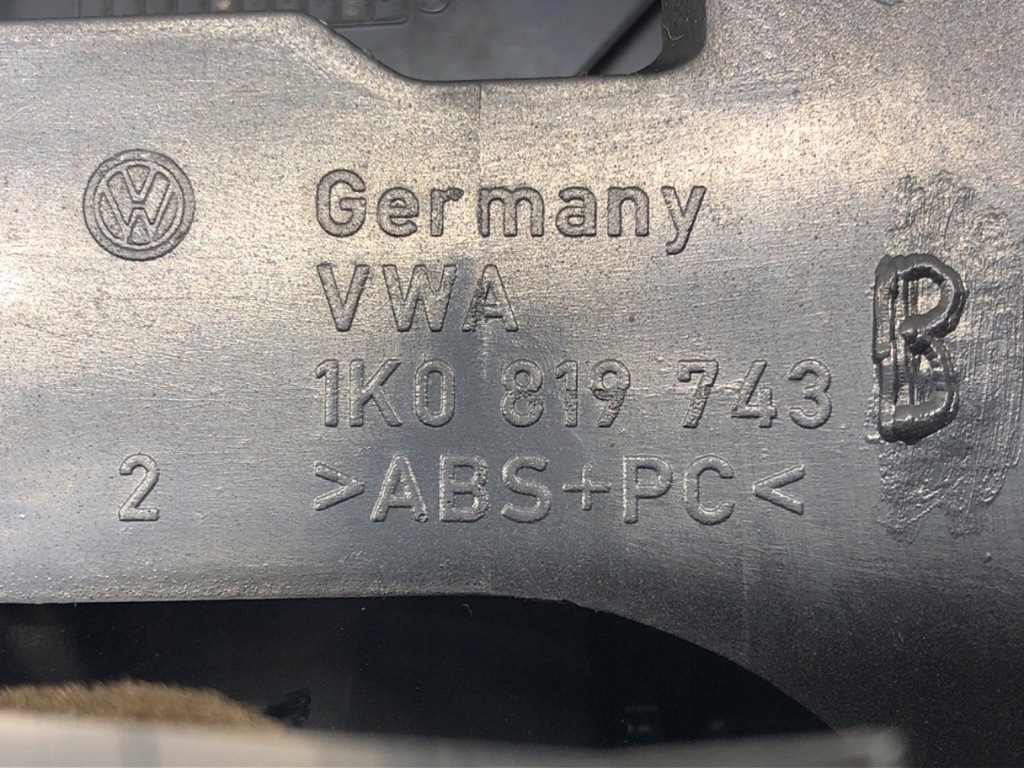 Germany
VWA
1K0 819 743 B
2 >ABS+PC<